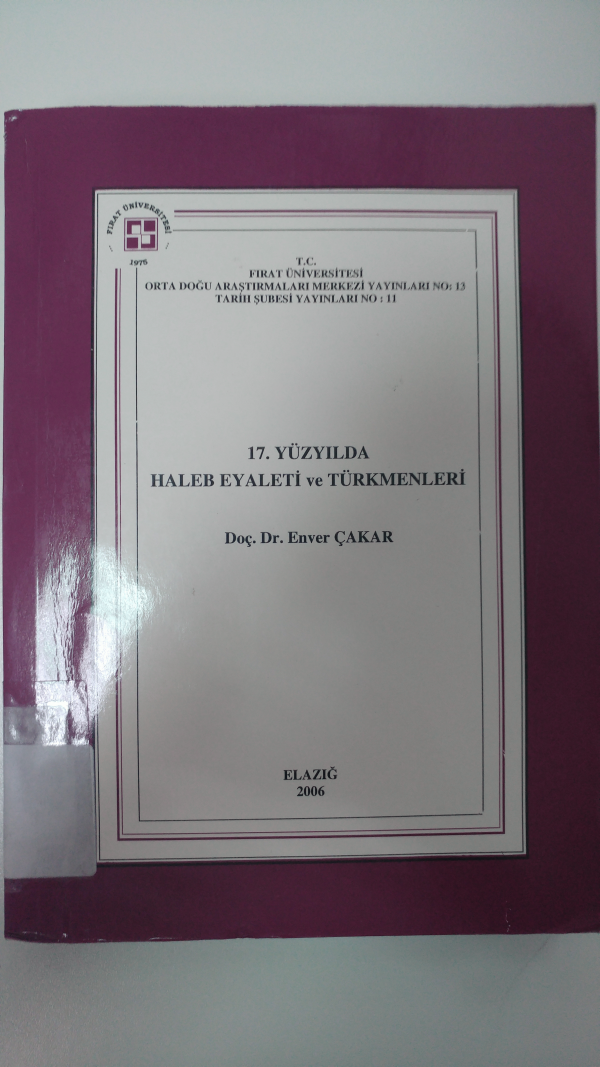 FIRAT ÜNİVERSİTESİ
1975
T.C.
FIRAT ÜNİVERSİTESİ
ORTA DOĞU ARAŞTIRMALARI MERKEZİ YAYINLARI NO: 13
TARİH ŞUBESİ YAYINLARI NO : 11
17. YÜZYILDA
HALEB EYALETİ ve TÜRKMENLERİ
Doç. Dr. Enver ÇAKAR
ELAZIĞ
2006